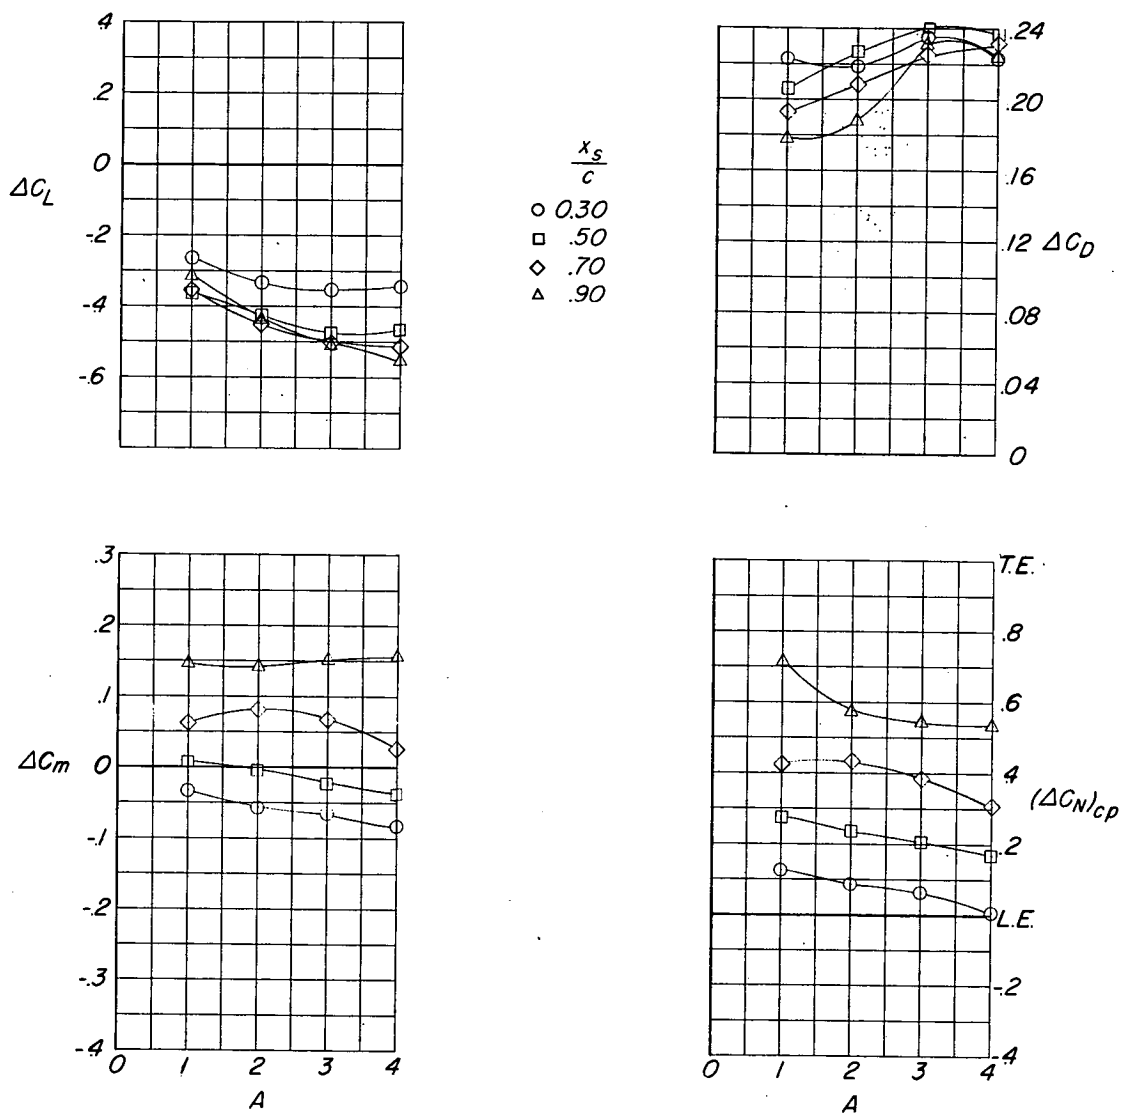 .4
.2
0
-.2
-.4
-.6
ΔC_L
x_s/c
○ 0.30
□ .50
◇ .70
△ .90
.24
.20
.16
.12
.08
.04
0
ΔC_D
.3
.2
.1
0
-.1
-.2
-.3
-.4
ΔC_m
0 1 2 3 4
A
T.E.
.8
.6
.4
.2
L.E.
-.2
-.4
(ΔC_N)_cp
0 1 2 3 4
A